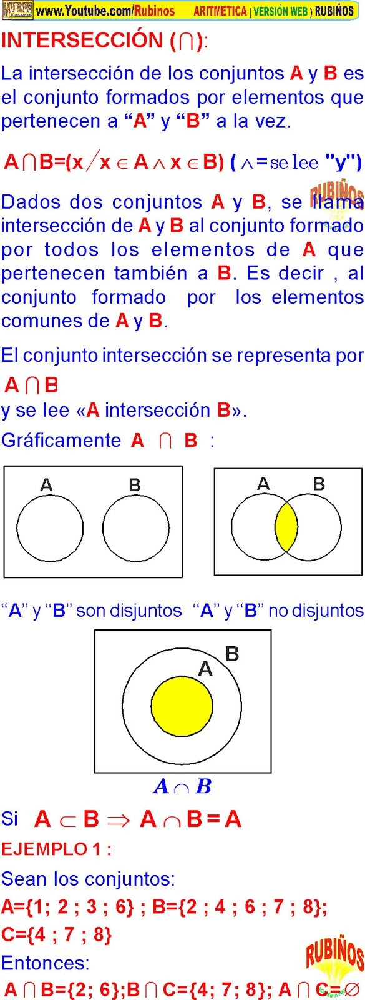 RUBIÑOS
www.Youtube.com/Rubinos ARITMETICA ( VERSIÓN WEB ) RUBIÑOS
INTERSECCIÓN (∩):
La intersección de los conjuntos A y B es
el conjunto formados por elementos que
pertenecen a “A” y “B” a la vez.
A∩B=(x/x ∈ A ∧ x ∈ B) ( ∧=se lee "y")
RUBIÑOS
Dados dos conjuntos A y B, se llama
intersección de A y B al conjunto formado
por todos los elementos de A que
pertenecen también a B. Es decir , al
conjunto formado por los elementos
comunes de A y B.
El conjunto intersección se representa por
A ∩ B
y se lee «A intersección B».
Gráficamente A ∩ B :
A B
A B
“A” y “B” son disjuntos “A” y “B” no disjuntos
B
A
A ∩ B
Si A ⊂ B ⇒ A ∩ B = A
EJEMPLO 1 :
Sean los conjuntos:
A={1; 2 ; 3 ; 6} ; B={2 ; 4 ; 6 ; 7 ; 8};
C={4 ; 7 ; 8}
Entonces:
RUBIÑOS
A ∩ B={2; 6};B ∩ C={4; 7; 8}; A ∩ C=∅